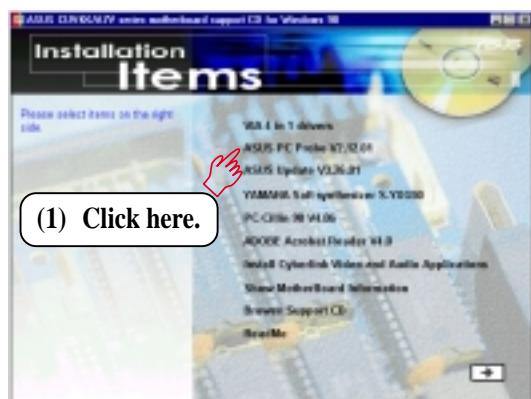 ASUS CUV4X/A7V series motherboard support CD for Windows 98
Installation
Items
Please select items on the right
side.
VIA 4 in 1 drivers
ASUS PC Probe V2.12.01
ASUS Update V3.26.01
YAMAHA Soft-synthesizer S-YXG50
PC-Cillin 98 V4.06
ADOBE Acrobat Reader V4.0
Install Cyberlink Video and Audio Applications
Show MotherBoard Information
Browse Support CD
ReadMe
(1) Click here.